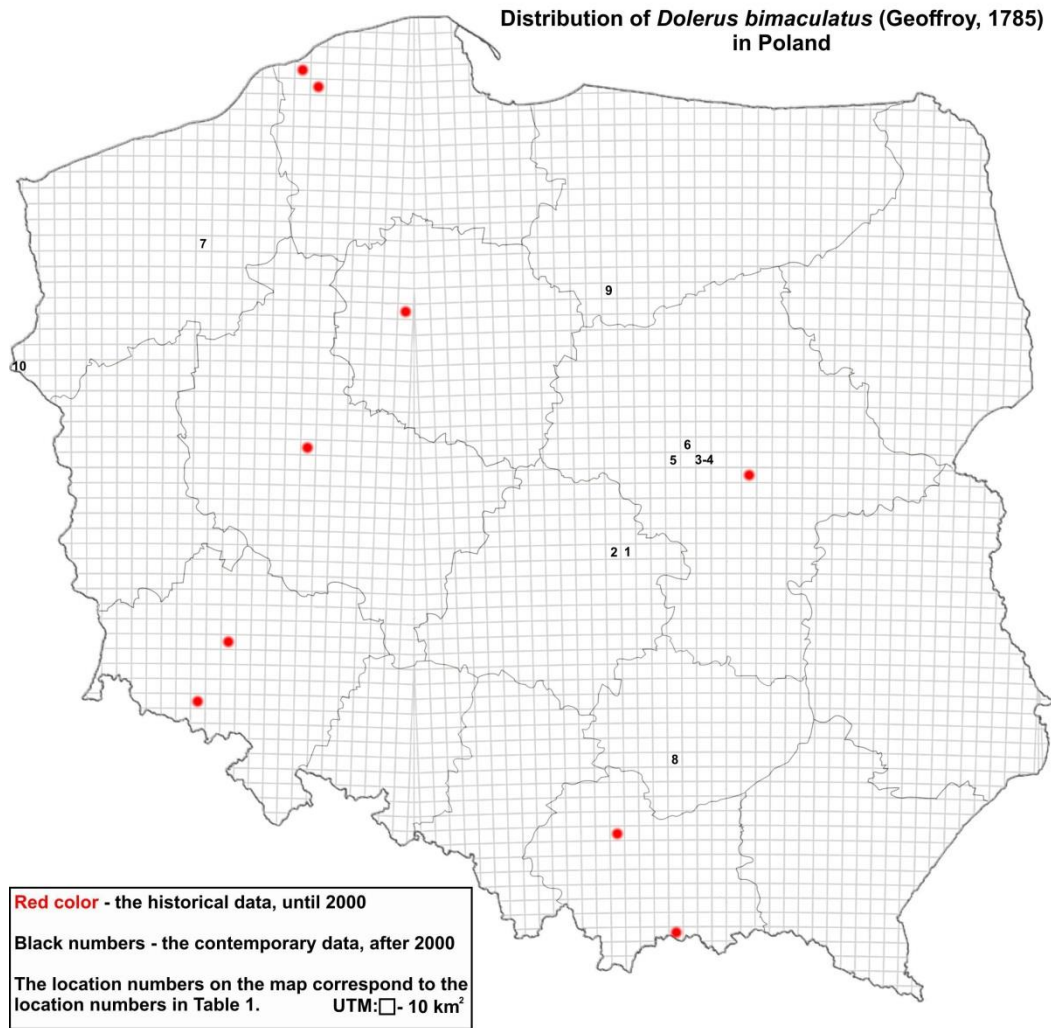 Distribution of Dolerus bimaculatus (Geoffroy, 1785)
in Poland
7
9
10
6
5 3-4
2 1
8
Red color - the historical data, until 2000
Black numbers - the contemporary data, after 2000
The location numbers on the map correspond to the
location numbers in Table 1. UTM:□- 10 km²